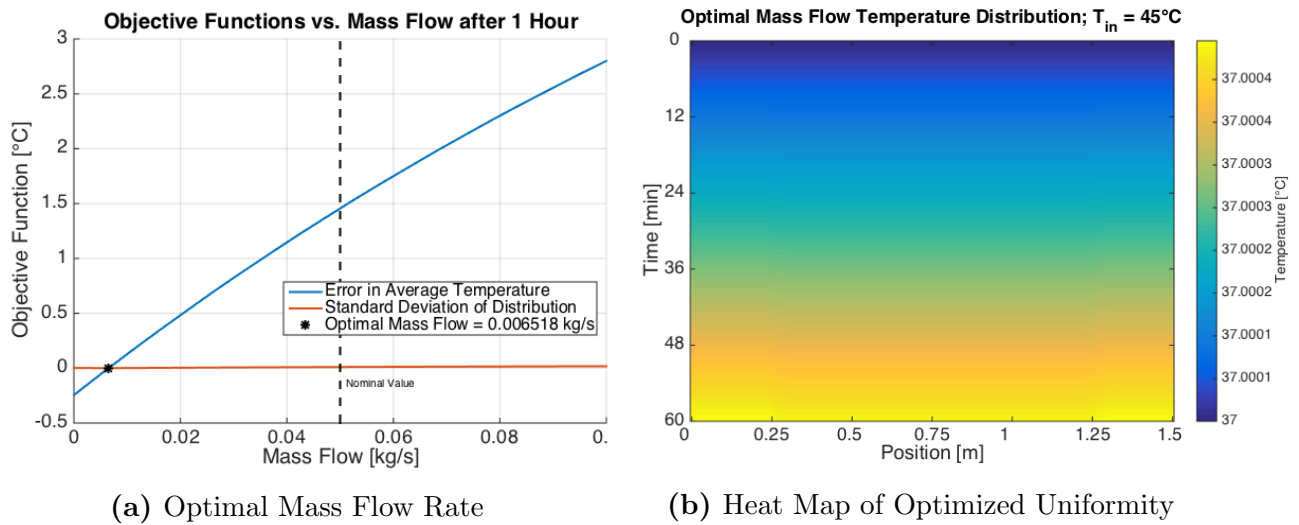 Objective Functions vs. Mass Flow after 1 Hour
3
2.5
2
1.5
1
0.5
0
-0.5
Objective Function [°C]
Error in Average Temperature
Standard Deviation of Distribution
Optimal Mass Flow = 0.006518 kg/s
Nominal Value
0 0.02 0.04 0.06 0.08 0.
Mass Flow [kg/s]
(a) Optimal Mass Flow Rate
Optimal Mass Flow Temperature Distribution; T_in = 45°C
0
12
24
36
48
60
Time [min]
0 0.25 0.5 0.75 1 1.25 1.5
Position [m]
37.0004
37.0004
37.0003
37.0003
37.0002
37.0002
37.0001
37.0001
37
Temperature [°C]
(b) Heat Map of Optimized Uniformity